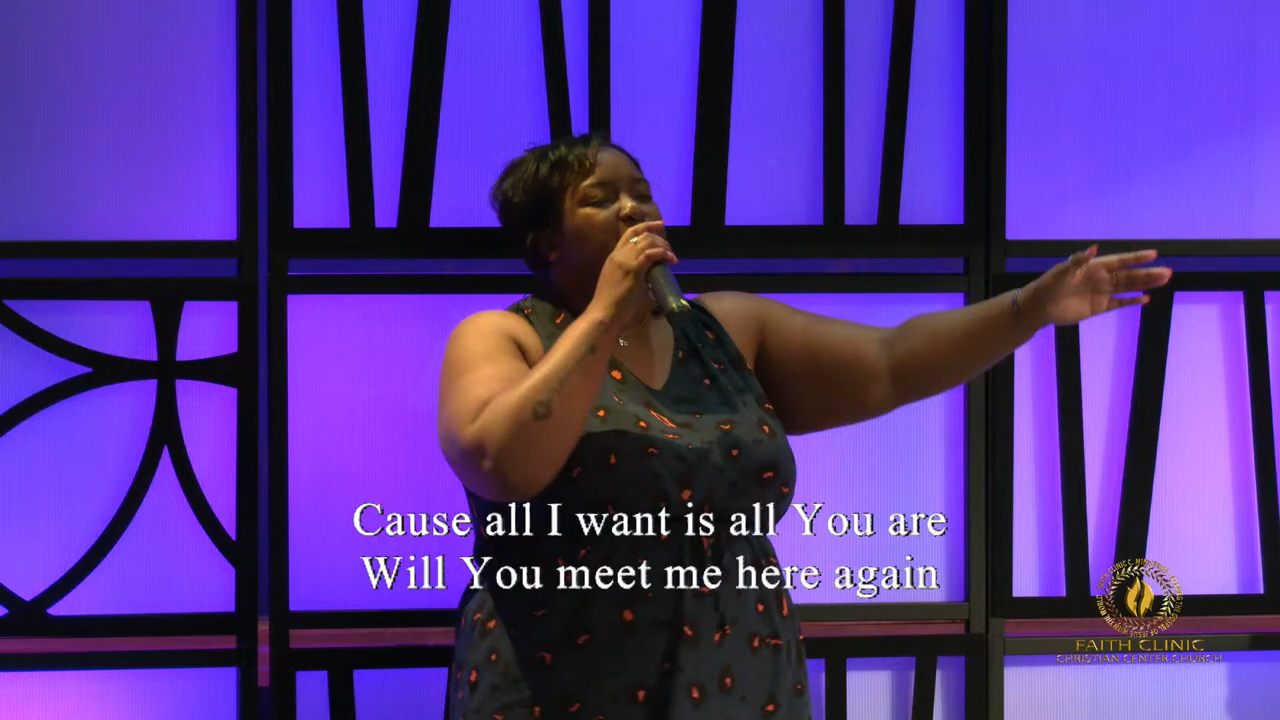 Cause all I want is all You are
Will You meet me here again
FAITH CLINIC
CHRISTIAN CENTER CHURCH